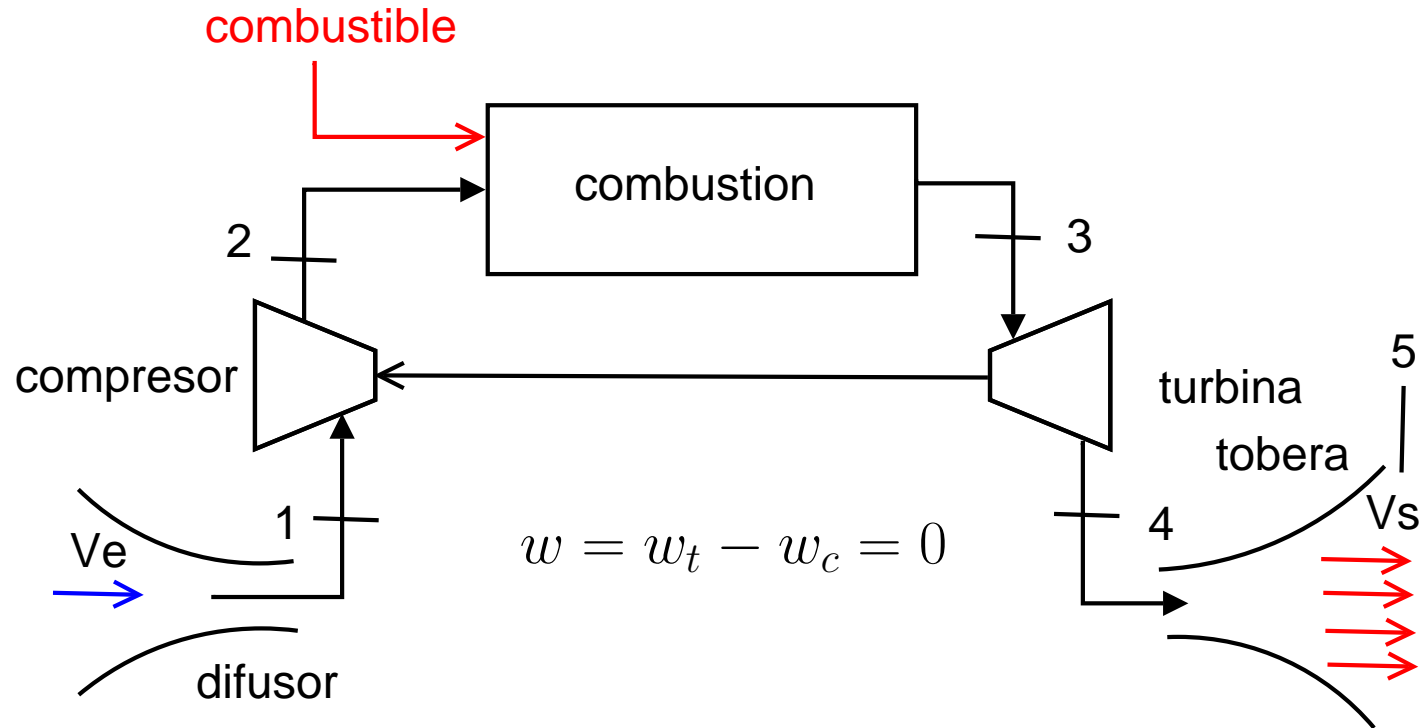 combustible
combustion
2
3
compresor
5
turbina
tobera
1
4
Ve
Vs
w = w_t − w_c = 0
difusor